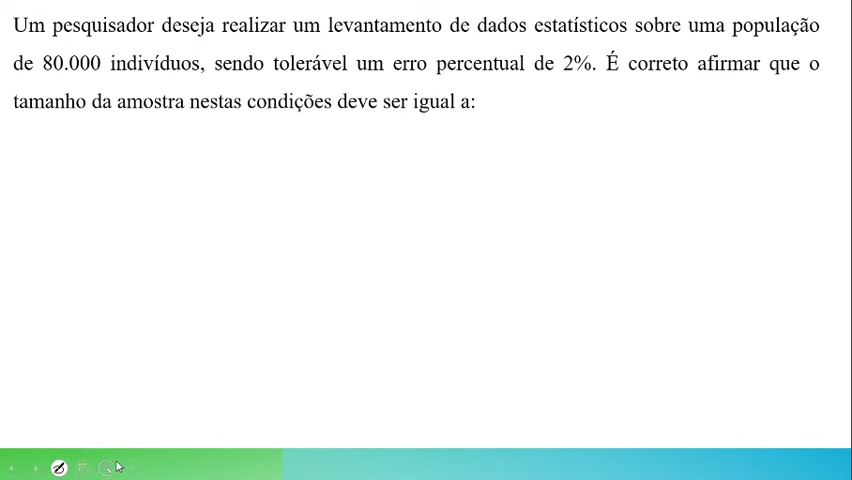 Um pesquisador deseja realizar um levantamento de dados estatísticos sobre uma população
de 80.000 indivíduos, sendo tolerável um erro percentual de 2%. É correto afirmar que o
tamanho da amostra nestas condições deve ser igual a: